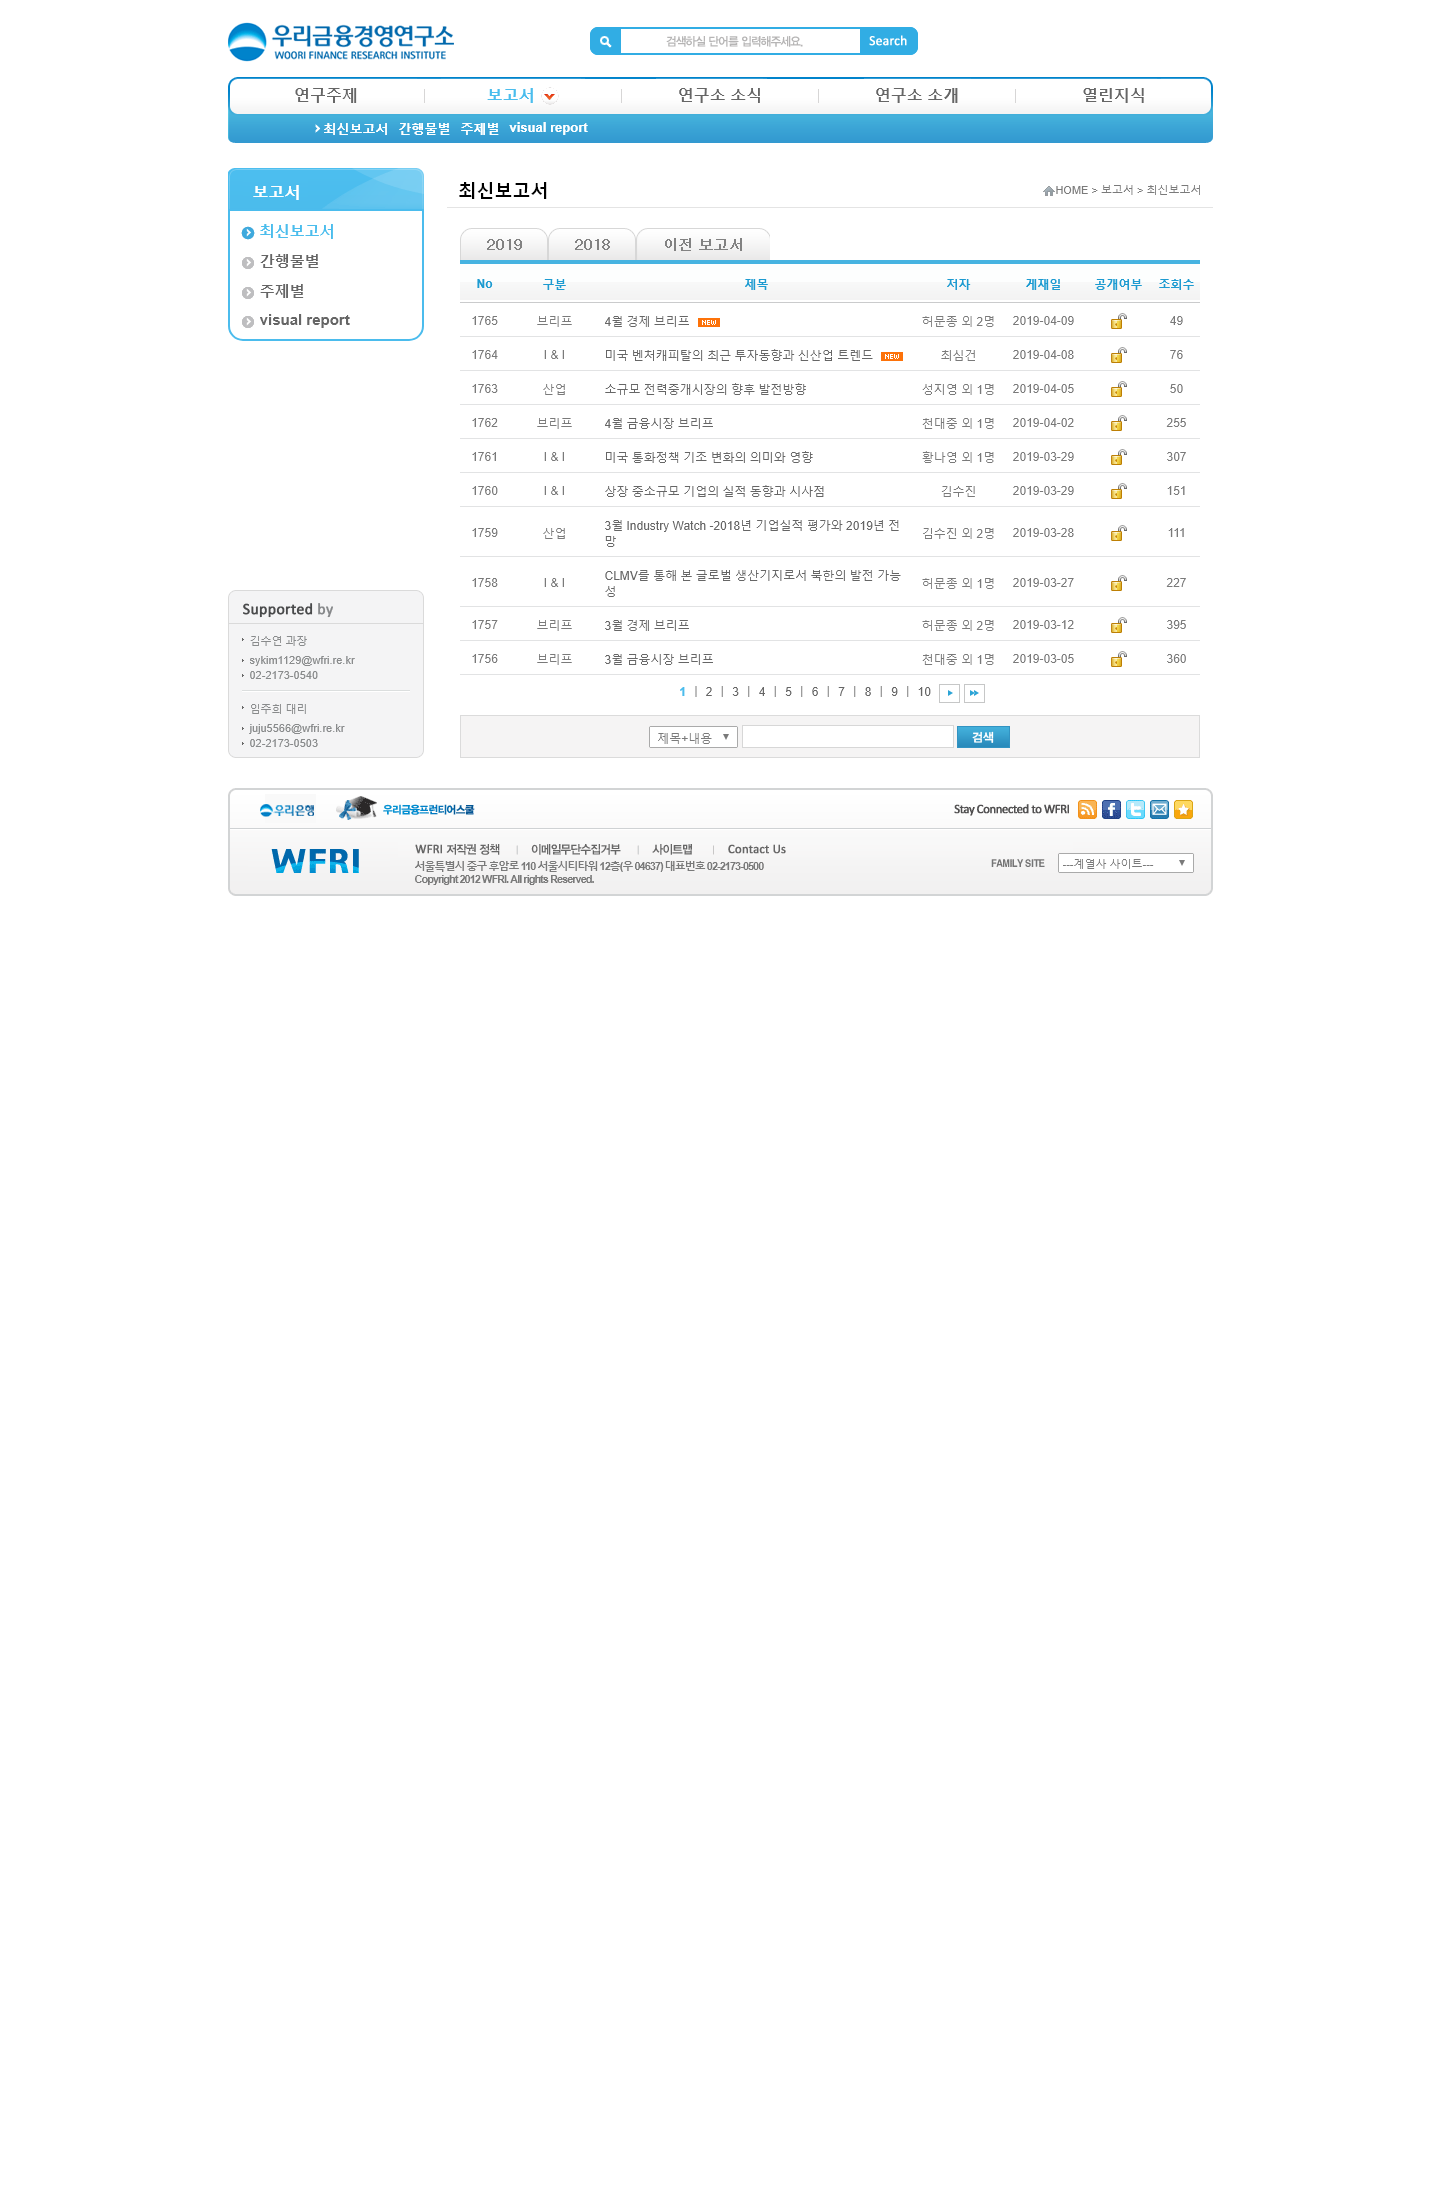 우리금융경영연구소
WOORI FINANCE RESEARCH INSTITUTE
검색하실 단어를 입력해주세요. Search
연구주제 보고서 연구소 소식 연구소 소개 열린지식
최신보고서 간행물별 주제별 visual report
보고서
최신보고서
간행물별
주제별
visual report
최신보고서
HOME > 보고서 > 최신보고서
2019 2018 이전 보고서
No 구분 제목 저자 게재일 공개여부 조회수
1765 브리프 4월 경제 브리프 NEW 허문종 외 2명 2019-04-09 49
1764 I & I 미국 벤처캐피탈의 최근 투자동향과 신산업 트렌드 NEW 최심건 2019-04-08 76
1763 산업 소규모 전력중개시장의 향후 발전방향 성지영 외 1명 2019-04-05 50
1762 브리프 4월 금융시장 브리프 천대중 외 1명 2019-04-02 255
1761 I & I 미국 통화정책 기조 변화의 의미와 영향 황나영 외 1명 2019-03-29 307
1760 I & I 상장 중소규모 기업의 실적 동향과 시사점 김수진 2019-03-29 151
1759 산업 3월 Industry Watch -2018년 기업실적 평가와 2019년 전
망 김수진 외 2명 2019-03-28 111
1758 I & I CLMV를 통해 본 글로벌 생산기지로서 북한의 발전 가능
성 허문종 외 1명 2019-03-27 227
1757 브리프 3월 경제 브리프 허문종 외 2명 2019-03-12 395
1756 브리프 3월 금융시장 브리프 천대중 외 1명 2019-03-05 360
1 | 2 | 3 | 4 | 5 | 6 | 7 | 8 | 9 | 10
제목+내용 검색
Supported by
김수연 과장
sykim1129@wfri.re.kr
02-2173-0540
임주희 대리
juju5566@wfri.re.kr
02-2173-0503
우리은행 우리금융프런티어스쿨 Stay Connected to WFRI
WFRI
WFRI 저작권 정책 | 이메일무단수집거부 | 사이트맵 | Contact Us
서울특별시 중구 후암로 110 서울시티타워 12층(우 04637) 대표번호 02-2173-0500
Copyright 2012 WFRI. All rights Reserved.
FAMILY SITE ---계열사 사이트---